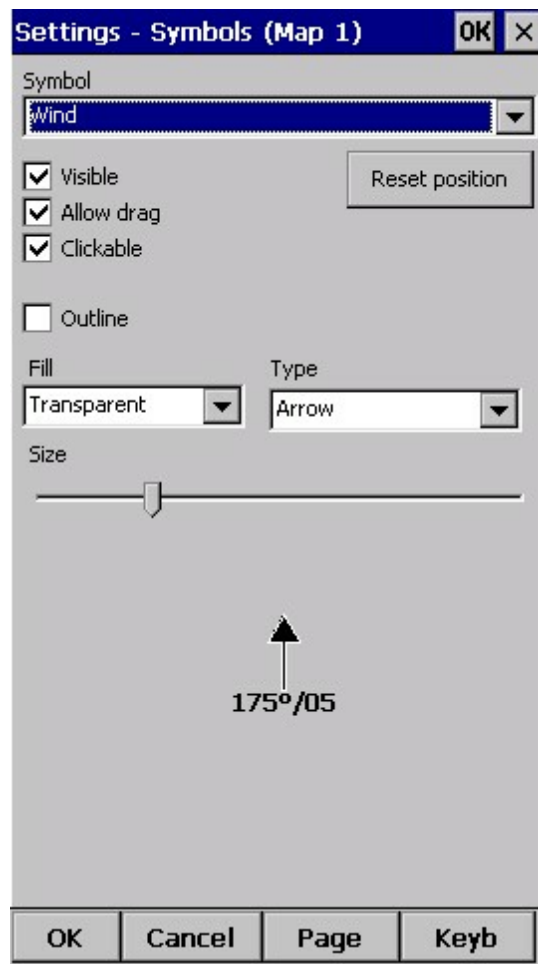 Settings - Symbols (Map 1) OK ×
Symbol
Wind
Visible
Reset position
Allow drag
Clickable
Outline
Fill Type
Transparent Arrow
Size
175º/05
OK Cancel Page Keyb